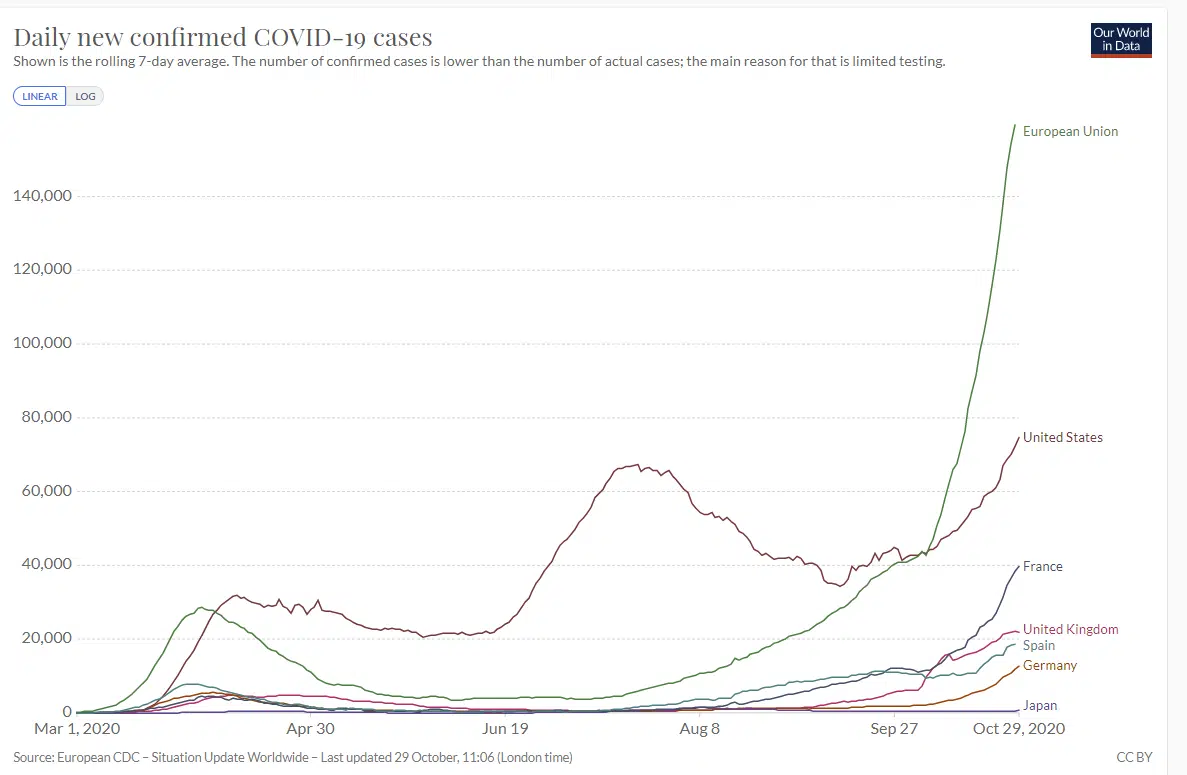 Daily new confirmed COVID-19 cases
Our World
in Data
Shown is the rolling 7-day average. The number of confirmed cases is lower than the number of actual cases; the main reason for that is limited testing.
LINEAR LOG
European Union
140,000
120,000
100,000
80,000
United States
60,000
40,000
France
20,000
United Kingdom
Spain
Germany
Japan
0
Mar 1, 2020 Apr 30 Jun 19 Aug 8 Sep 27 Oct 29, 2020
Source: European CDC – Situation Update Worldwide – Last updated 29 October, 11:06 (London time) CC BY